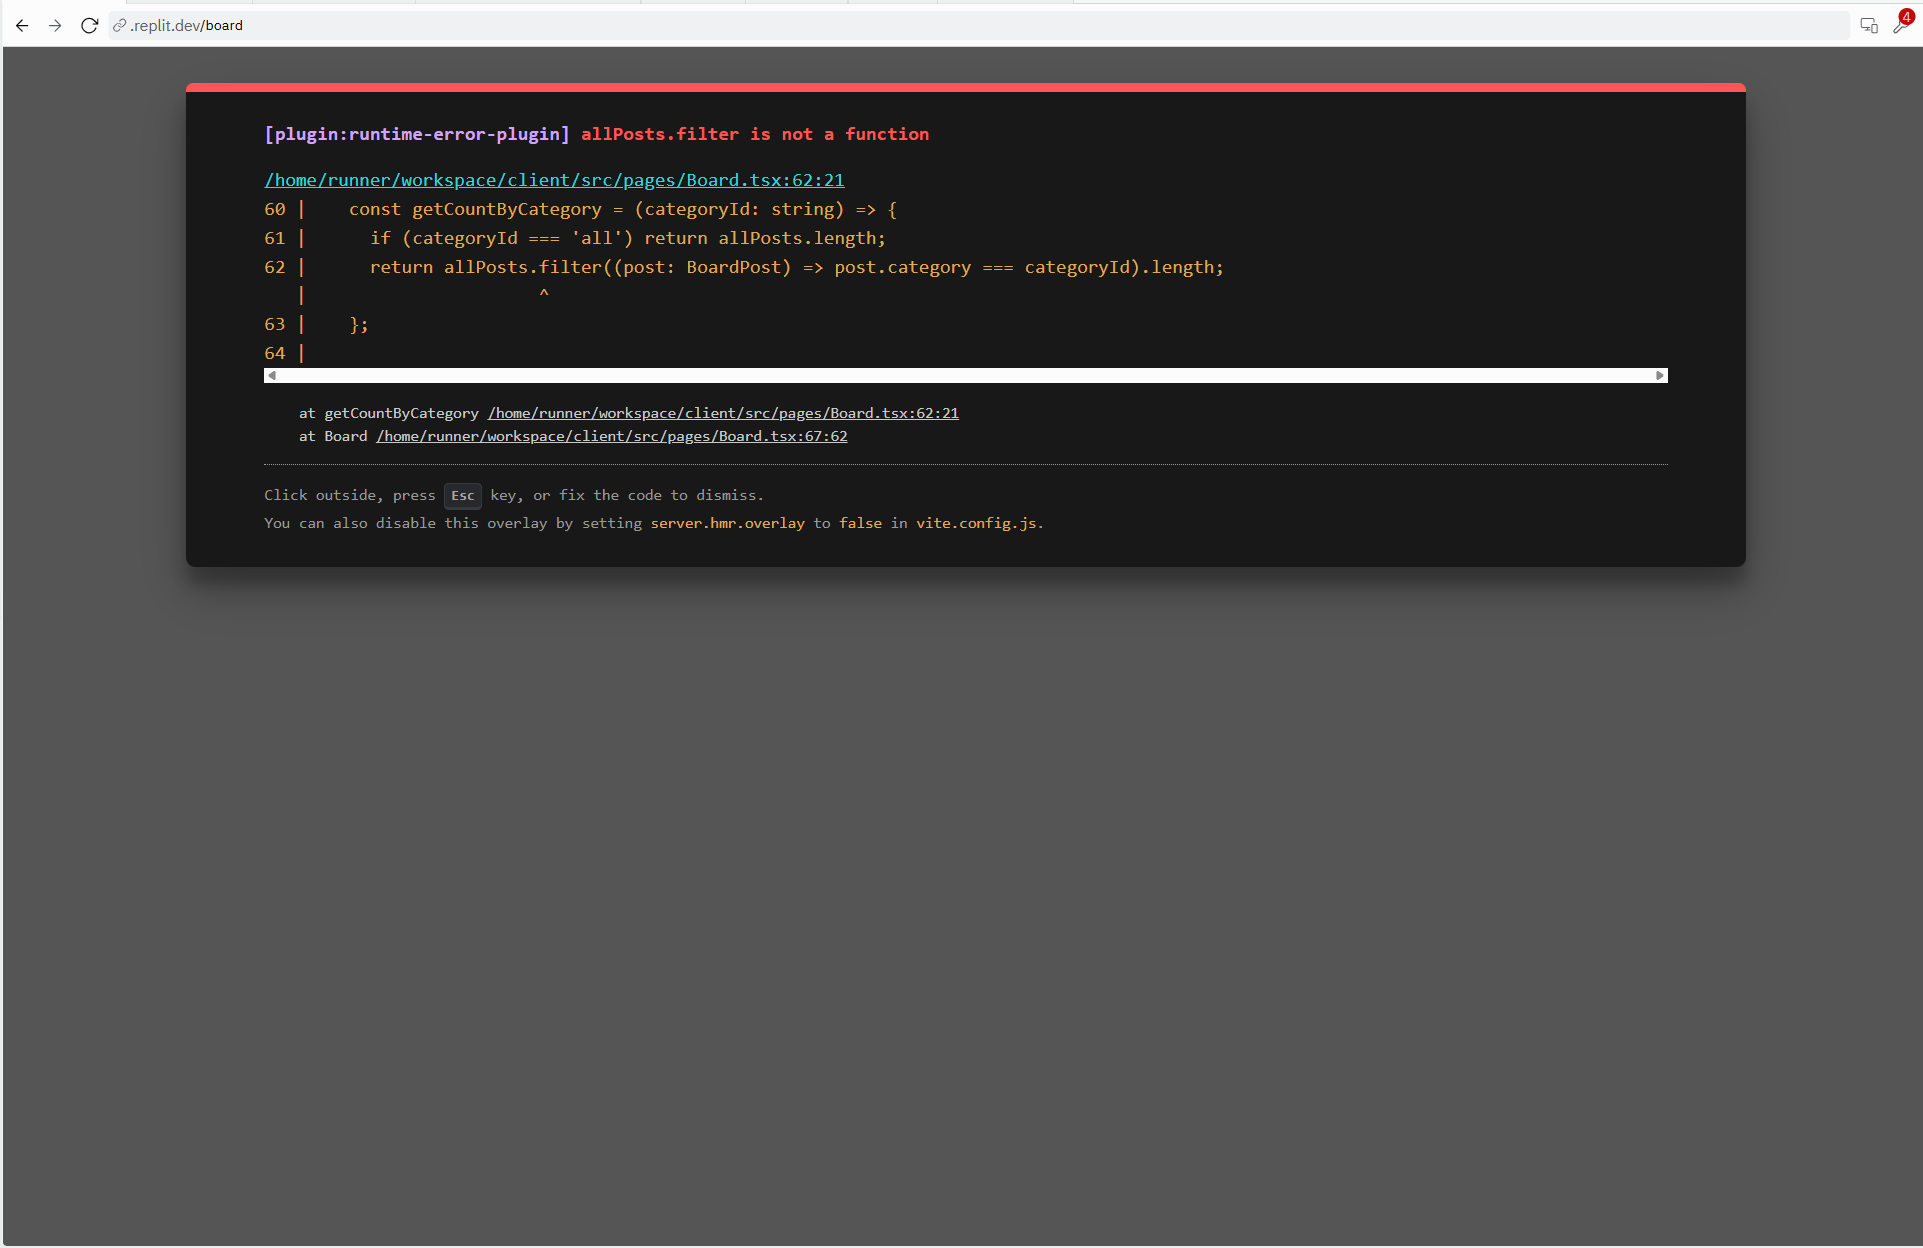 .replit.dev/board
4
[plugin:runtime-error-plugin] allPosts.filter is not a function
/home/runner/workspace/client/src/pages/Board.tsx:62:21
60 |    const getCountByCategory = (categoryId: string) => {
61 |      if (categoryId === 'all') return allPosts.length;
62 |      return allPosts.filter((post: BoardPost) => post.category === categoryId).length;
   |                      ^
63 |    };
64 |
at getCountByCategory /home/runner/workspace/client/src/pages/Board.tsx:62:21
at Board /home/runner/workspace/client/src/pages/Board.tsx:67:62
Click outside, press Esc key, or fix the code to dismiss.
You can also disable this overlay by setting server.hmr.overlay to false in vite.config.js.